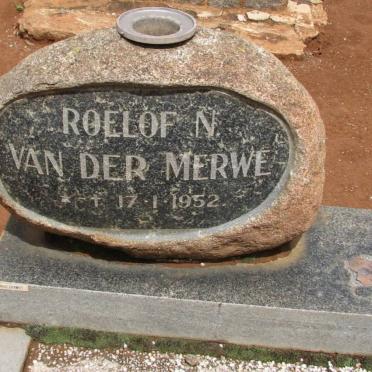 ROELOF N.
VAN DER MERWE
* † 17·1·1952.